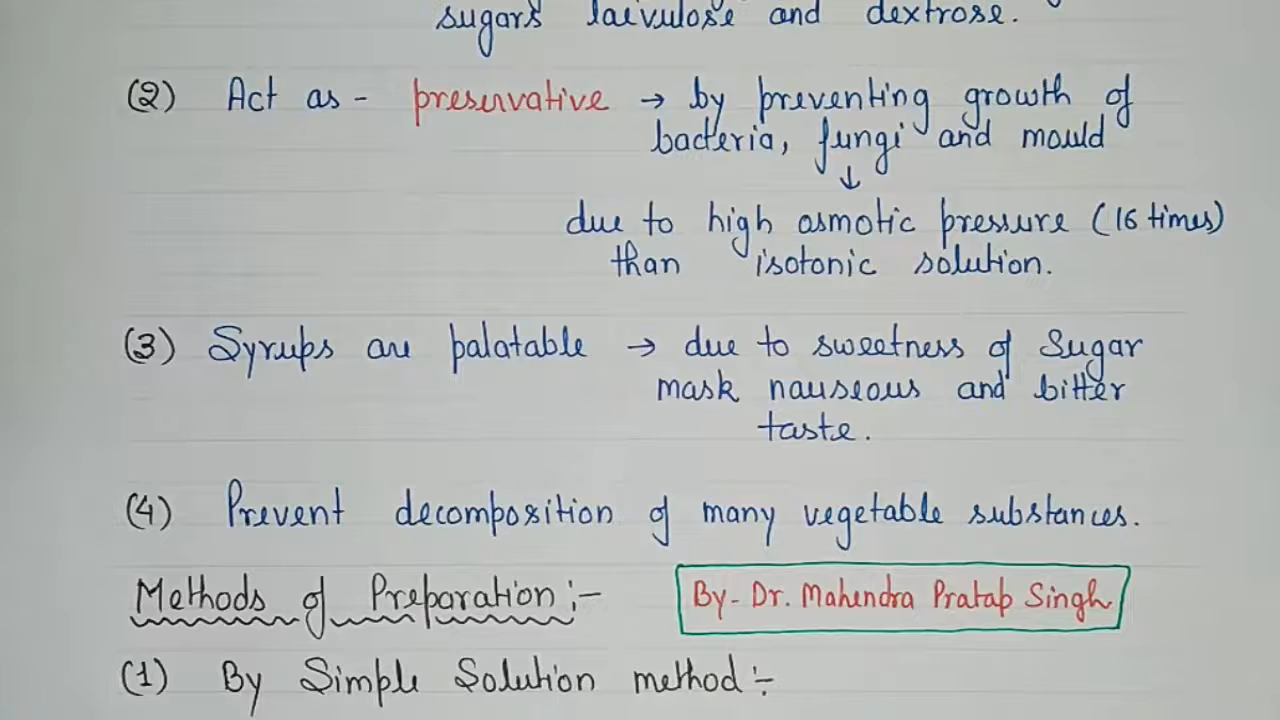 sugars laevulose and dextrose.
(2) Act as - preservative → by preventing growth of
bacteria, fungi and mould
↓
due to high osmotic pressure (16 times)
than isotonic solution.
(3) Syrups are palatable → due to sweetness of Sugar
mask nauseous and bitter
taste.
(4) Prevent decomposition of many vegetable substances.
Methods of Preparation :-
By- Dr. Mahendra Pratap Singh
(1) By Simple Solution method :-